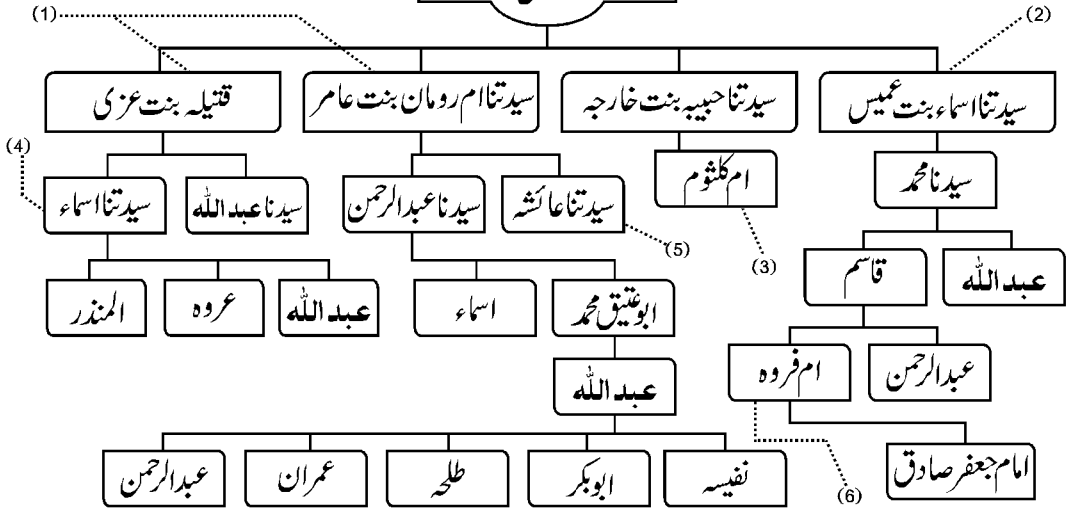 (1)
(2)
سیدتنا اسماء بنت عمیس
سیدتنا حبیبہ بنت خارجہ
سیدتنا ام رومان بنت عامر
قتیلہ بنت عزی
(4)
سیدنا محمد
ام کلثوم
سیدتنا عائشہ
سیدنا عبدالرحمن
سیدنا عبداللہ
سیدتنا اسماء
(5)
(3)
عبداللہ
قاسم
ابو عتیق محمد
اسماء
عبداللہ
عروہ
المنذر
عبدالرحمن
ام فروہ
عبداللہ
امام جعفر صادق
نفیسہ
ابوبکر
طلحہ
عمران
عبدالرحمن
(6)